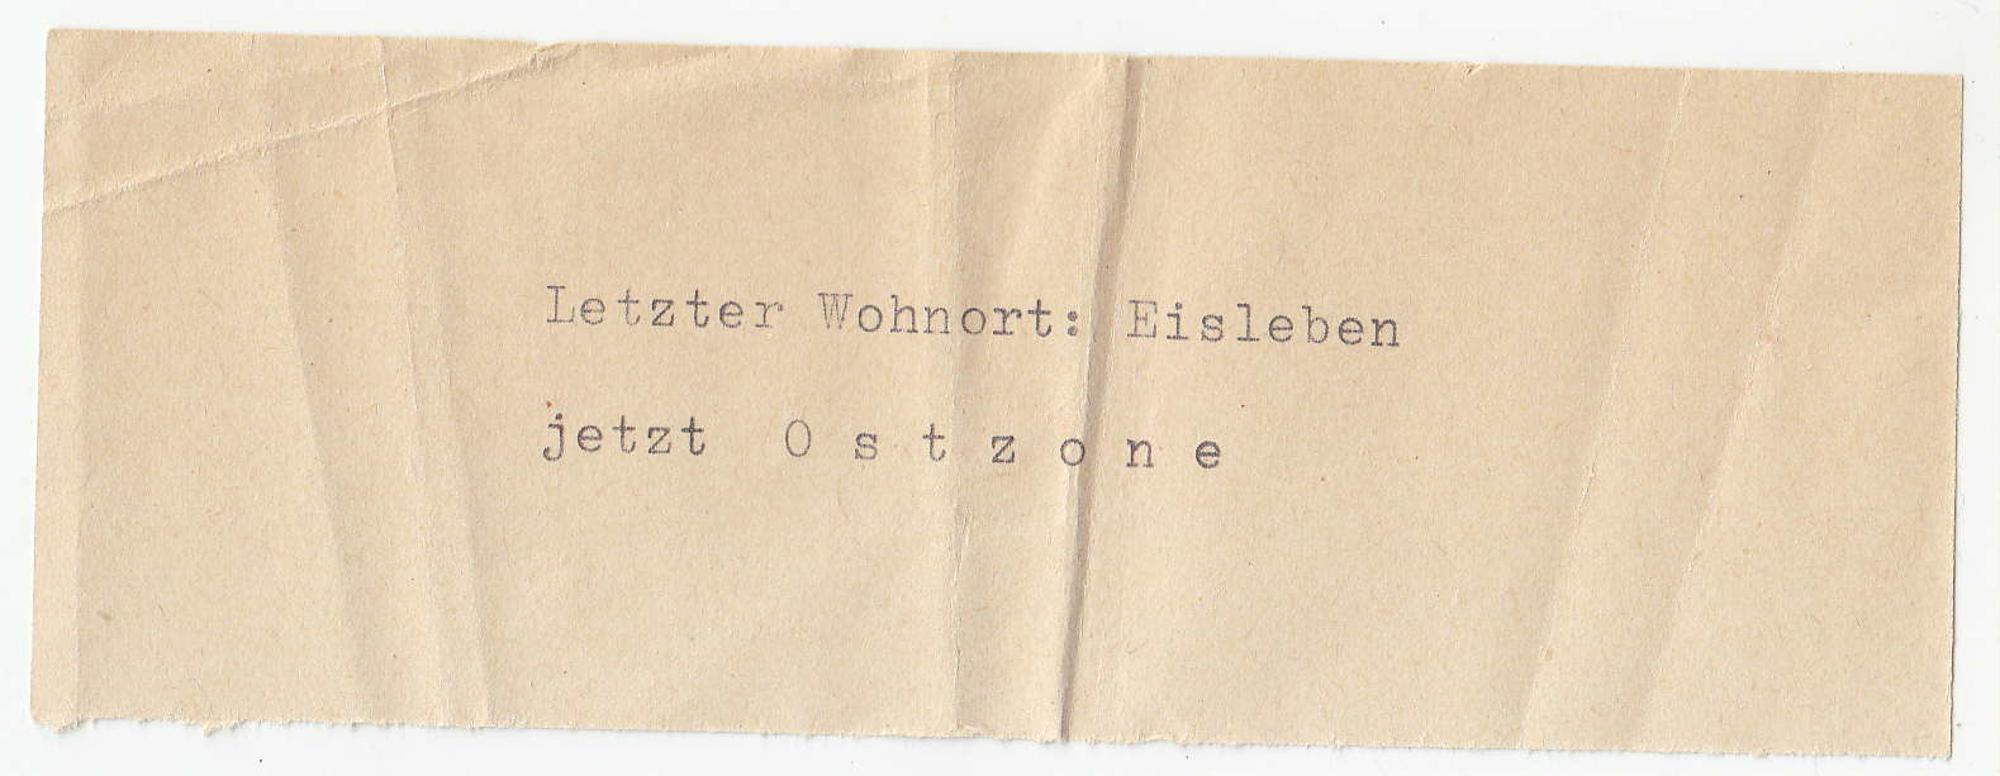 Letzter Wohnort: Eisleben
jetzt O s t z o n e